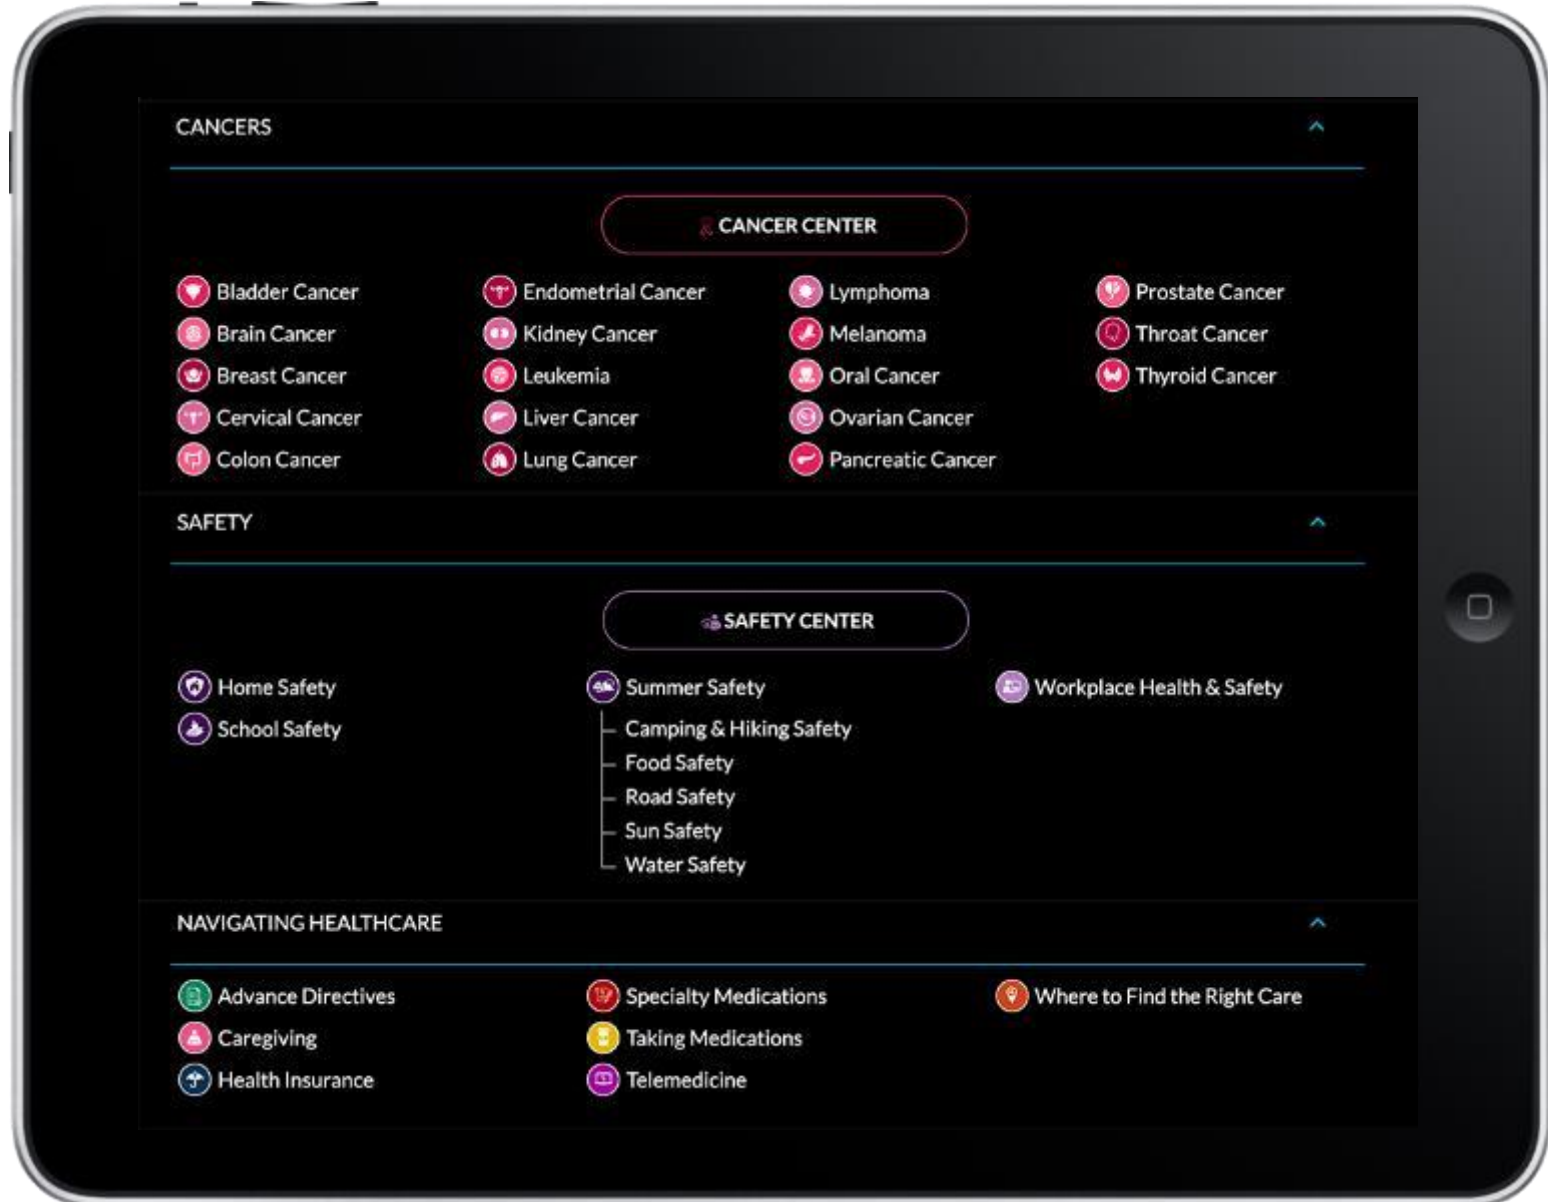 CANCERS
CANCER CENTER
Bladder Cancer
Brain Cancer
Breast Cancer
Cervical Cancer
Colon Cancer
Endometrial Cancer
Kidney Cancer
Leukemia
Liver Cancer
Lung Cancer
Lymphoma
Melanoma
Oral Cancer
Ovarian Cancer
Pancreatic Cancer
Prostate Cancer
Throat Cancer
Thyroid Cancer
SAFETY
SAFETY CENTER
Home Safety
School Safety
Summer Safety
Camping & Hiking Safety
Food Safety
Road Safety
Sun Safety
Water Safety
Workplace Health & Safety
NAVIGATING HEALTHCARE
Advance Directives
Caregiving
Health Insurance
Specialty Medications
Taking Medications
Telemedicine
Where to Find the Right Care